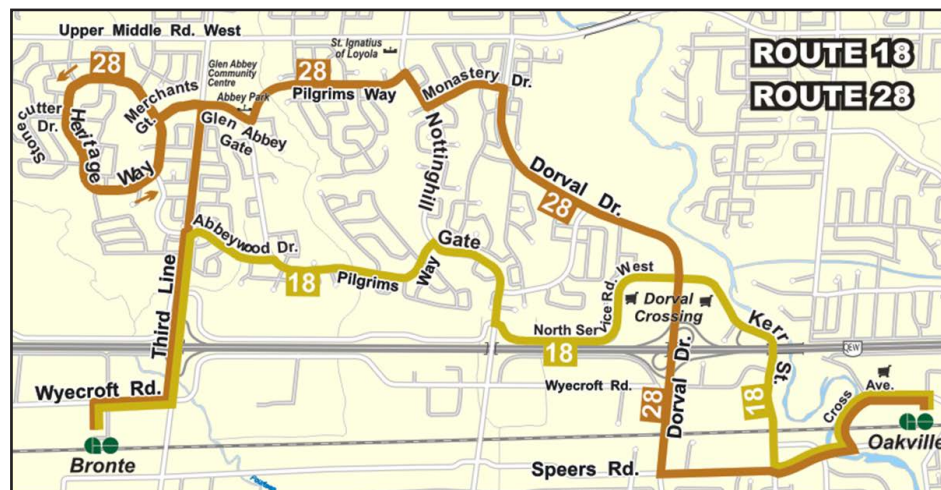 Upper Middle Rd. West
ROUTE 18
ROUTE 28
St. Ignatius
of Loyola
Glen Abbey
Community
Centre
28
28
Merchants
Gt.
Abbey Park
Pilgrims Way
Monastery Dr.
Stonecutter
Dr.
Heritage
Way
Glen Abbey
Gate
Nottinghill
Gate
Dorval Dr.
28
Abbeywood Dr.
18
Pilgrims
Way
Third Line
North Service Rd. West
18
Dorval
Crossing
Kerr St.
QEW
Wyecroft Rd.
Wyecroft Rd.
28
Dorval Dr.
18
Cross
Ave.
GO
Bronte
GO
Oakville
Speers Rd.